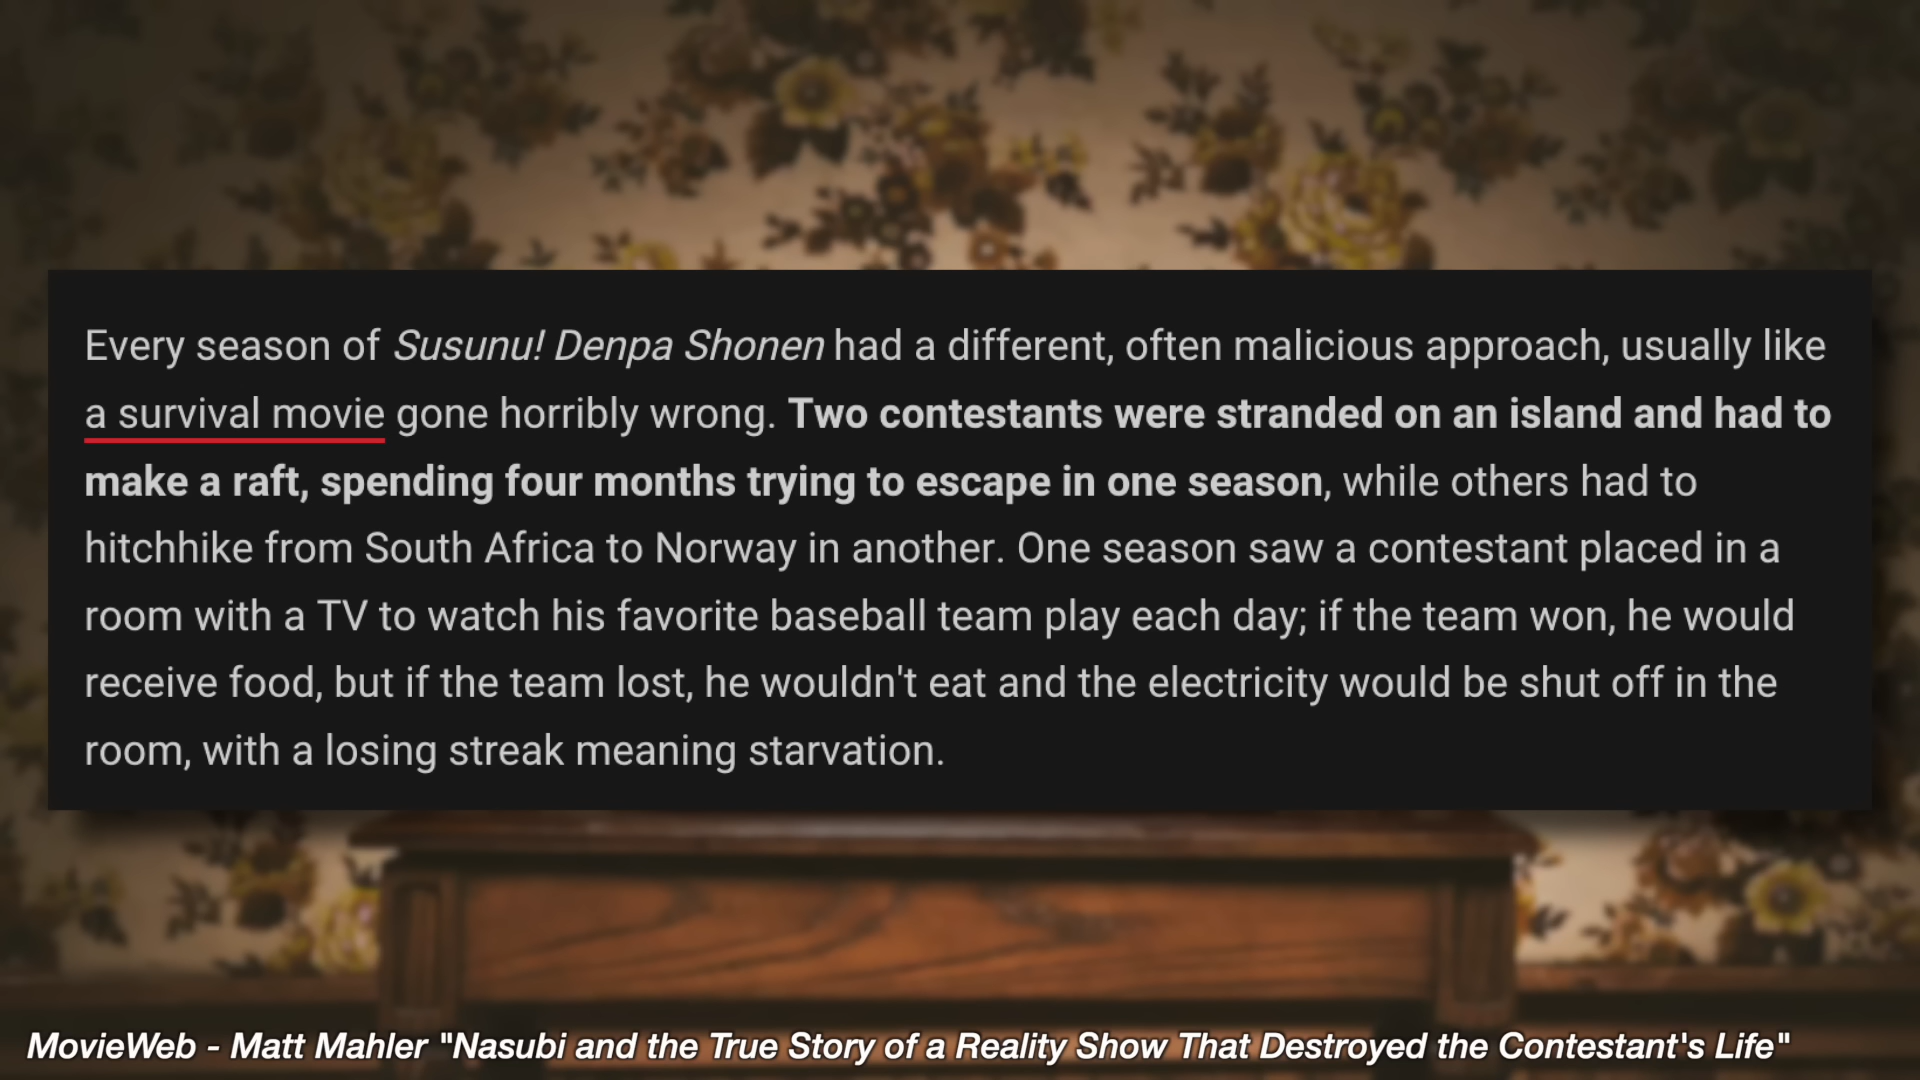 Every season of Susunu! Denpa Shonen had a different, often malicious approach, usually like
a survival movie gone horribly wrong. Two contestants were stranded on an island and had to
make a raft, spending four months trying to escape in one season, while others had to
hitchhike from South Africa to Norway in another. One season saw a contestant placed in a
room with a TV to watch his favorite baseball team play each day; if the team won, he would
receive food, but if the team lost, he wouldn't eat and the electricity would be shut off in the
room, with a losing streak meaning starvation.
MovieWeb - Matt Mahler "Nasubi and the True Story of a Reality Show That Destroyed the Contestant's Life"